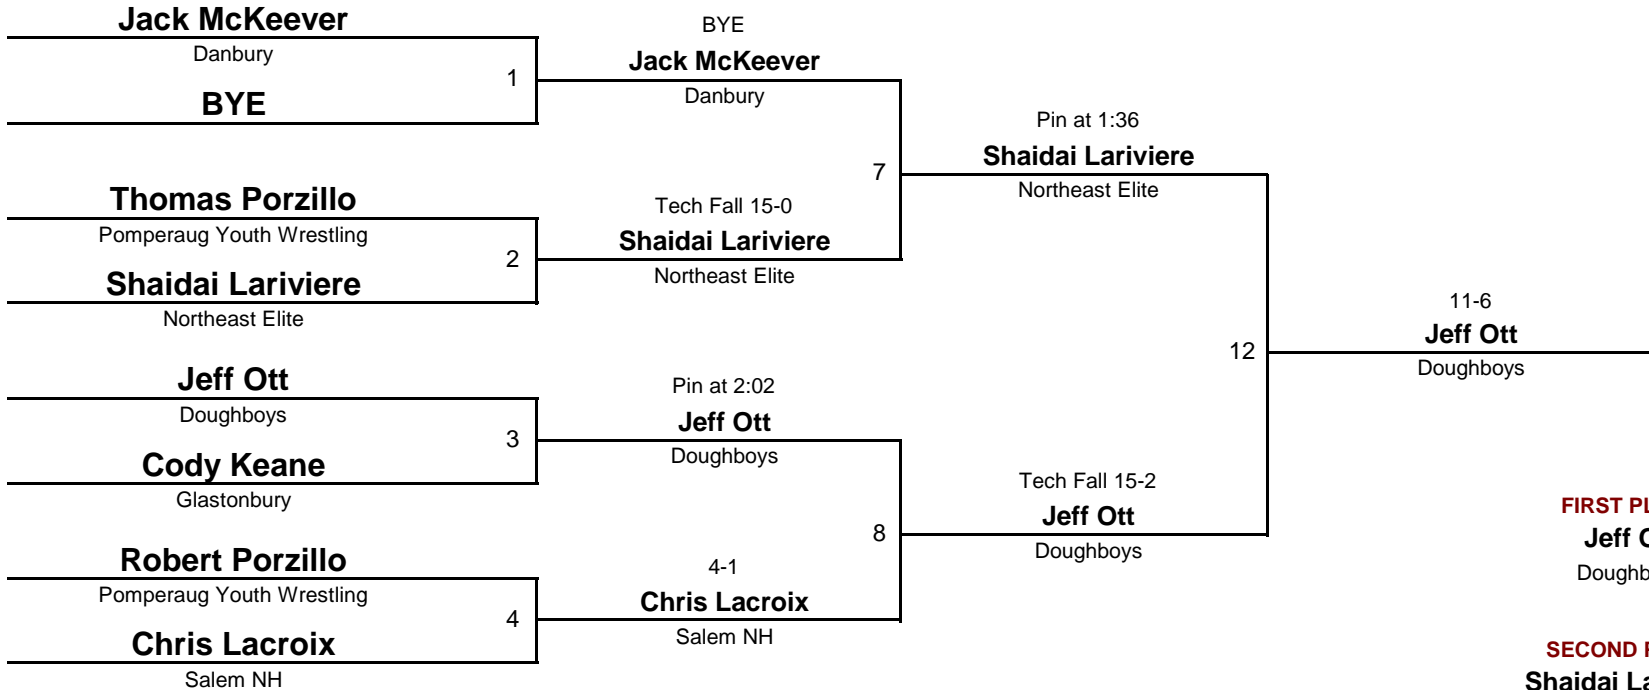 Jack McKeever
Danbury
1
BYE
BYE
Jack McKeever
Danbury
Thomas Porzillo
Pomperaug Youth Wrestling
2
Shaidai Lariviere
Northeast Elite
7
Tech Fall 15-0
Shaidai Lariviere
Northeast Elite
Pin at 1:36
Shaidai Lariviere
Northeast Elite
Jeff Ott
Doughboys
3
Cody Keane
Glastonbury
Pin at 2:02
Jeff Ott
Doughboys
12
11-6
Jeff Ott
Doughboys
Robert Porzillo
Pomperaug Youth Wrestling
4
Chris Lacroix
Salem NH
8
4-1
Chris Lacroix
Salem NH
Tech Fall 15-2
Jeff Ott
Doughboys
FIRST
Jeff
SECOND
Shaidai